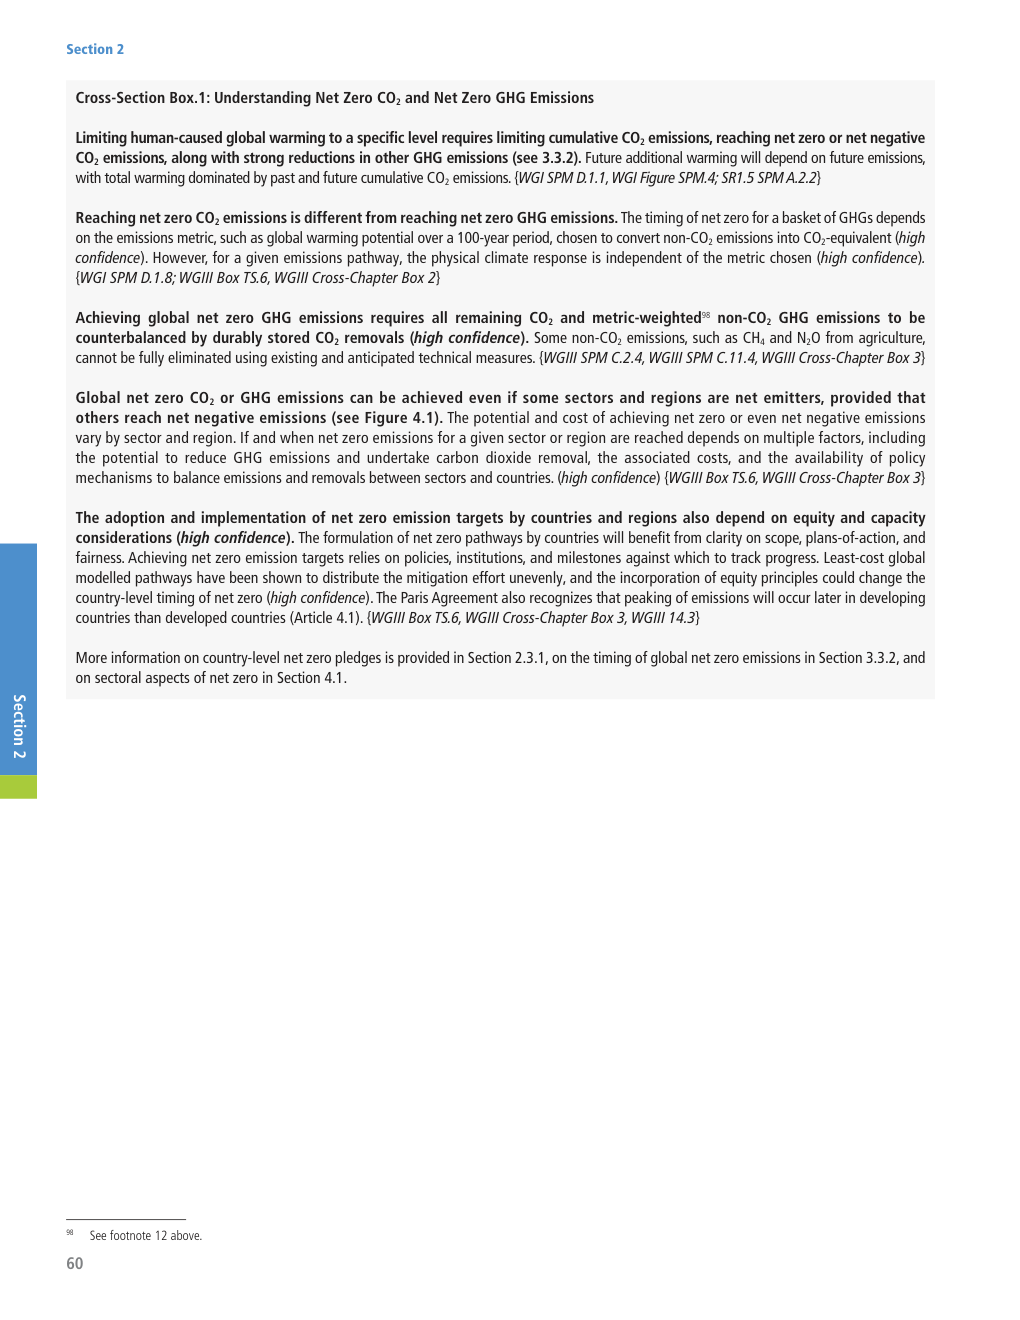 Section 2
Cross-Section Box.1: Understanding Net Zero CO₂ and Net Zero GHG Emissions
Limiting human-caused global warming to a specific level requires limiting cumulative CO₂ emissions, reaching net zero or net negative
CO₂ emissions, along with strong reductions in other GHG emissions (see 3.3.2). Future additional warming will depend on future emissions,
with total warming dominated by past and future cumulative CO₂ emissions. {WGI SPM D.1.1, WGI Figure SPM.4; SR1.5 SPM A.2.2}
Reaching net zero CO₂ emissions is different from reaching net zero GHG emissions. The timing of net zero for a basket of GHGs depends
on the emissions metric, such as global warming potential over a 100-year period, chosen to convert non-CO₂ emissions into CO₂-equivalent (high
confidence). However, for a given emissions pathway, the physical climate response is independent of the metric chosen (high confidence).
{WGI SPM D.1.8; WGIII Box TS.6, WGIII Cross-Chapter Box 2}
Achieving global net zero GHG emissions requires all remaining CO₂ and metric-weighted⁹⁸ non-CO₂ GHG emissions to be
counterbalanced by durably stored CO₂ removals (high confidence). Some non-CO₂ emissions, such as CH₄ and N₂O from agriculture,
cannot be fully eliminated using existing and anticipated technical measures. {WGIII SPM C.2.4, WGIII SPM C.11.4, WGIII Cross-Chapter Box 3}
Global net zero CO₂ or GHG emissions can be achieved even if some sectors and regions are net emitters, provided that
others reach net negative emissions (see Figure 4.1). The potential and cost of achieving net zero or even net negative emissions
vary by sector and region. If and when net zero emissions for a given sector or region are reached depends on multiple factors, including
the potential to reduce GHG emissions and undertake carbon dioxide removal, the associated costs, and the availability of policy
mechanisms to balance emissions and removals between sectors and countries. (high confidence) {WGIII Box TS.6, WGIII Cross-Chapter Box 3}
The adoption and implementation of net zero emission targets by countries and regions also depend on equity and capacity
considerations (high confidence). The formulation of net zero pathways by countries will benefit from clarity on scope, plans-of-action, and
fairness. Achieving net zero emission targets relies on policies, institutions, and milestones against which to track progress. Least-cost global
modelled pathways have been shown to distribute the mitigation effort unevenly, and the incorporation of equity principles could change the
country-level timing of net zero (high confidence). The Paris Agreement also recognizes that peaking of emissions will occur later in developing
countries than developed countries (Article 4.1). {WGIII Box TS.6, WGIII Cross-Chapter Box 3, WGIII 14.3}
More information on country-level net zero pledges is provided in Section 2.3.1, on the timing of global net zero emissions in Section 3.3.2, and
on sectoral aspects of net zero in Section 4.1.
Section 2
98 See footnote 12 above.
60